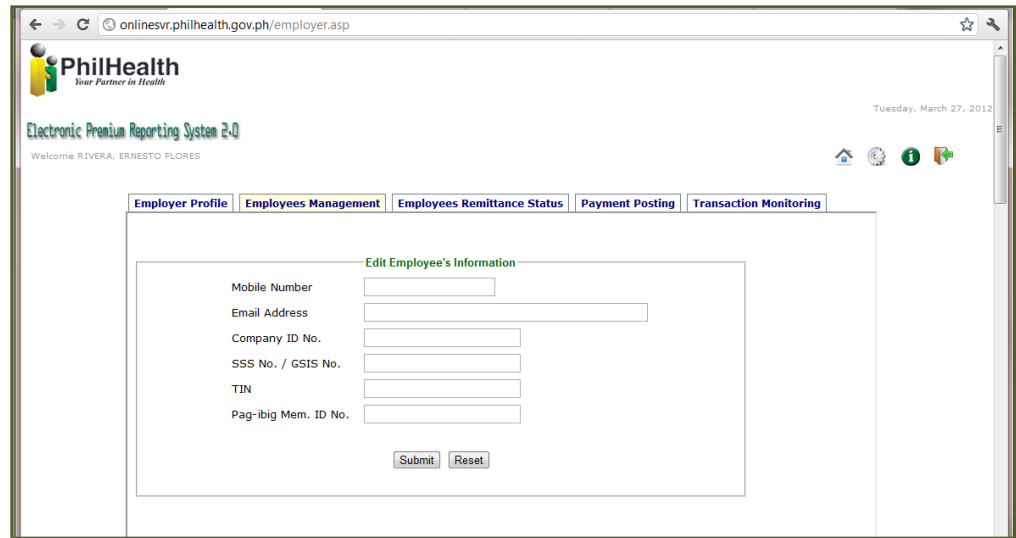 onlinesvr.philhealth.gov.ph/employer.asp
PhilHealth
Your Partner in Health
Tuesday, March 27, 2012
Electronic Premium Reporting System 2.0
Welcome RIVERA, ERNESTO FLORES
Employer Profile Employees Management Employees Remittance Status Payment Posting Transaction Monitoring
Edit Employee's Information
Mobile Number
Email Address
Company ID No.
SSS No. / GSIS No.
TIN
Pag-ibig Mem. ID No.
Submit Reset